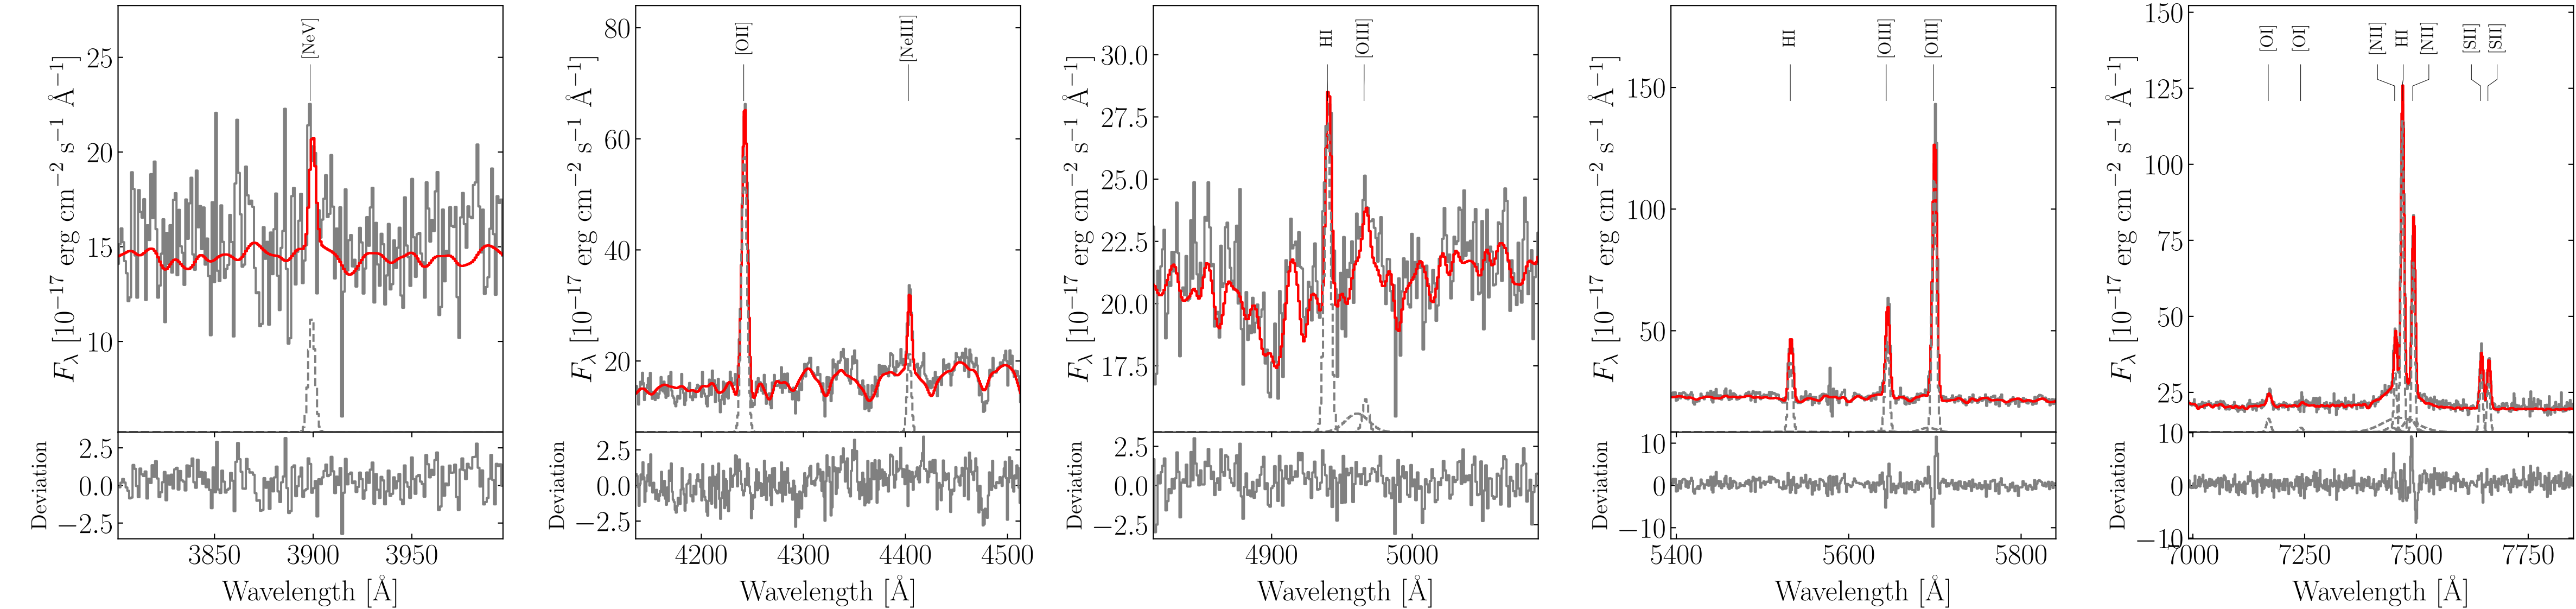 [NeV]
25
20
15
10
F_λ [10⁻¹⁷ erg cm⁻² s⁻¹ Å⁻¹]
2.5
0.0
−2.5
Deviation
3850 3900 3950
Wavelength [Å]
[OII] [NeIII]
80
60
40
20
F_λ [10⁻¹⁷ erg cm⁻² s⁻¹ Å⁻¹]
2.5
0.0
−2.5
Deviation
4200 4300 4400 4500
Wavelength [Å]
HI [OIII]
30.0
27.5
25.0
22.5
20.0
17.5
F_λ [10⁻¹⁷ erg cm⁻² s⁻¹ Å⁻¹]
2.5
0.0
−2.5
Deviation
4900 5000
Wavelength [Å]
HI [OIII] [OIII]
150
100
50
F_λ [10⁻¹⁷ erg cm⁻² s⁻¹ Å⁻¹]
10
0
−10
Deviation
5400 5600 5800
Wavelength [Å]
[OI] [OI] [NII] HI [NII] [SII] [SII]
150
125
100
75
50
25
F_λ [10⁻¹⁷ erg cm⁻² s⁻¹ Å⁻¹]
10
0
−10
Deviation
7000 7250 7500 7750
Wavelength [Å]